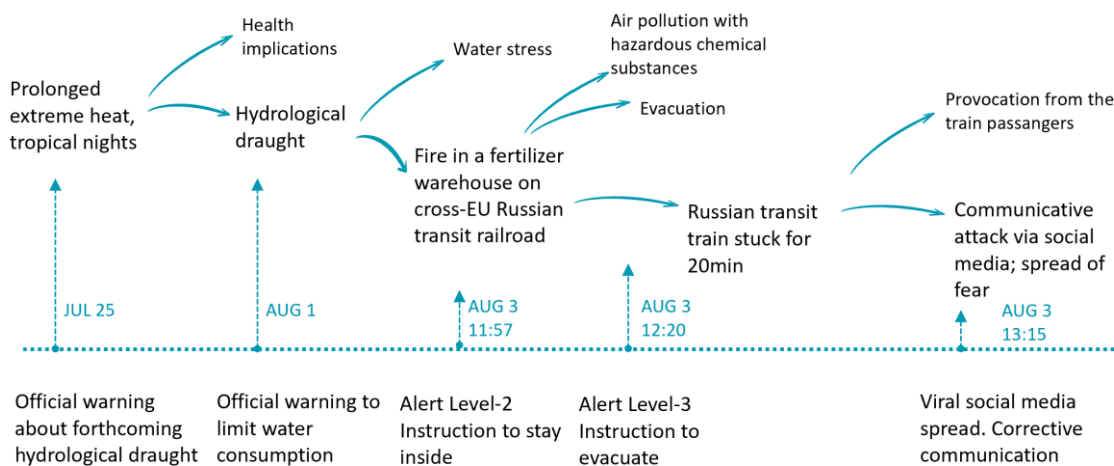 Health
implications
Air pollution with
hazardous chemical
substances
Water stress
Prolonged
extreme heat,
tropical nights
Hydrological
draught
Evacuation
Provocation from the
train passangers
Fire in a fertilizer
warehouse on
cross-EU Russian
transit railroad
Russian transit
train stuck for
20min
Communicative
attack via social
media; spread of
fear
JUL 25
AUG 1
AUG 3
11:57
AUG 3
12:20
AUG 3
13:15
Official warning
about forthcoming
hydrological draught
Official warning to
limit water
consumption
Alert Level-2
Instruction to stay
inside
Alert Level-3
Instruction to
evacuate
Viral social media
spread. Corrective
communication